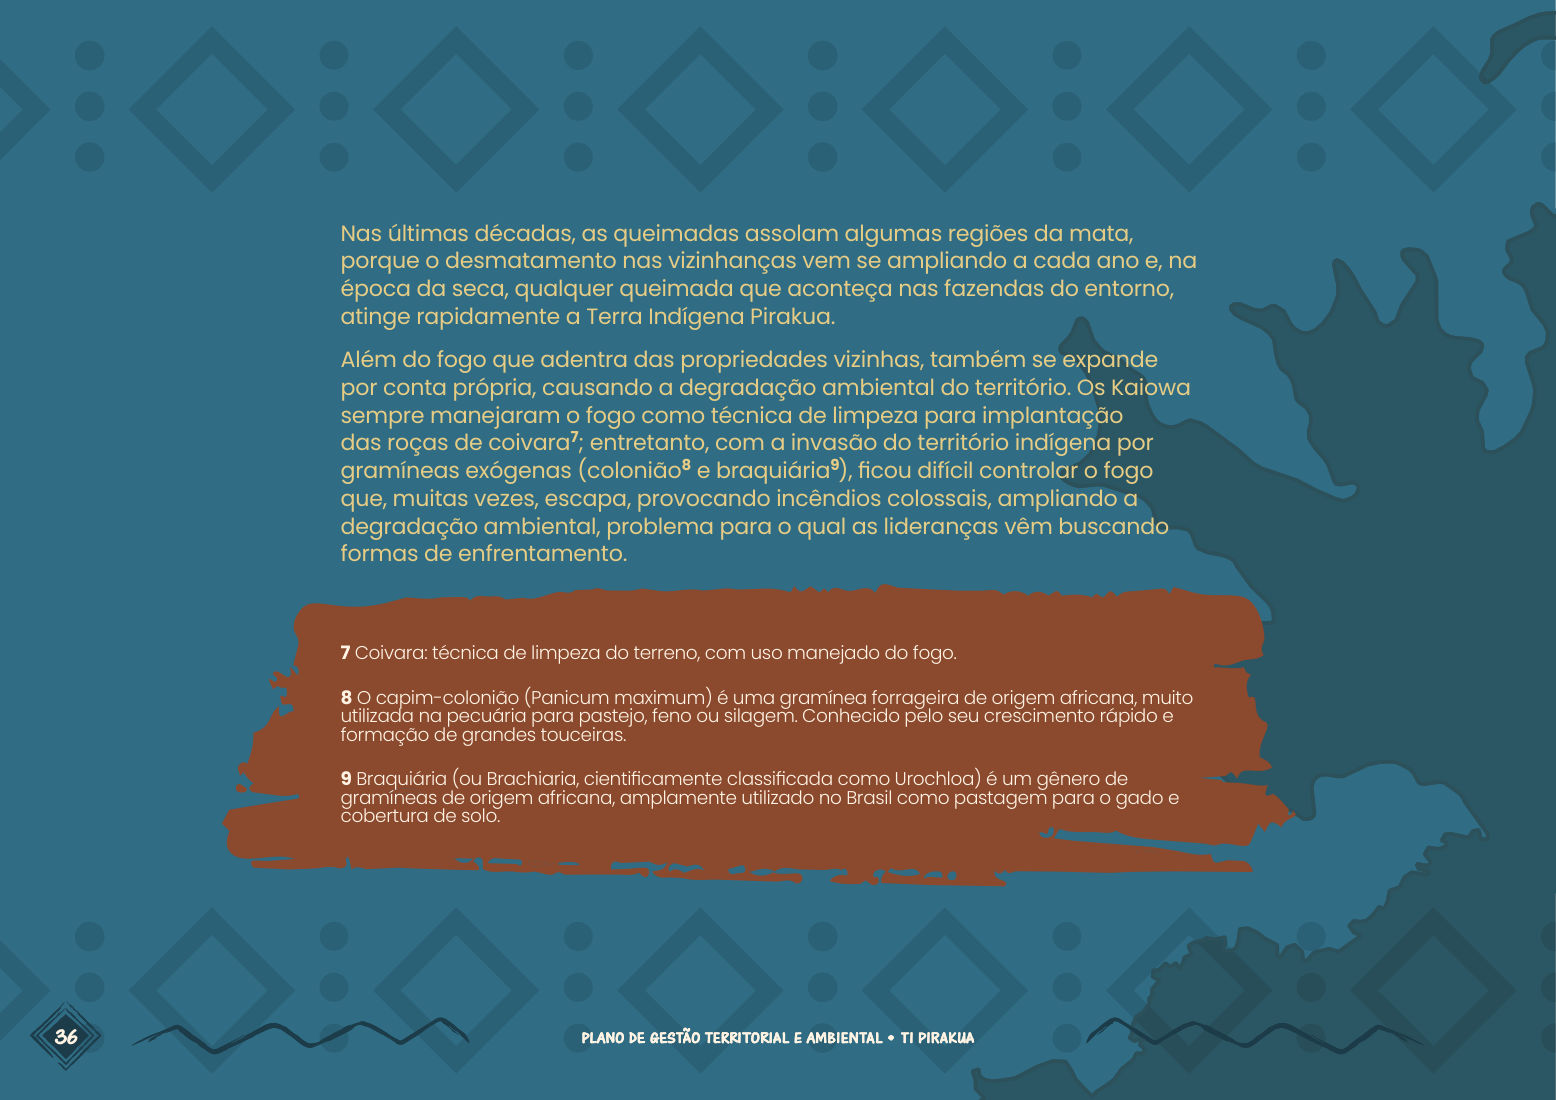 Nas últimas décadas, as queimadas assolam algumas regiões da mata,
porque o desmatamento nas vizinhanças vem se ampliando a cada ano e, na
época da seca, qualquer queimada que aconteça nas fazendas do entorno,
atinge rapidamente a Terra Indígena Pirakua.
Além do fogo que adentra das propriedades vizinhas, também se expande
por conta própria, causando a degradação ambiental do território. Os Kaiowa
sempre manejaram o fogo como técnica de limpeza para implantação
das roças de coivara⁷; entretanto, com a invasão do território indígena por
gramíneas exógenas (colonião⁸ e braquiária⁹), ficou difícil controlar o fogo
que, muitas vezes, escapa, provocando incêndios colossais, ampliando a
degradação ambiental, problema para o qual as lideranças vêm buscando
formas de enfrentamento.
7 Coivara: técnica de limpeza do terreno, com uso manejado do fogo.
8 O capim-colonião (Panicum maximum) é uma gramínea forrageira de origem africana, muito
utilizada na pecuária para pastejo, feno ou silagem. Conhecido pelo seu crescimento rápido e
formação de grandes touceiras.
9 Braquiária (ou Brachiaria, cientificamente classificada como Urochloa) é um gênero de
gramíneas de origem africana, amplamente utilizado no Brasil como pastagem para o gado e
cobertura de solo.
36
PLANO DE GESTÃO TERRITORIAL E AMBIENTAL • TI PIRAKUA